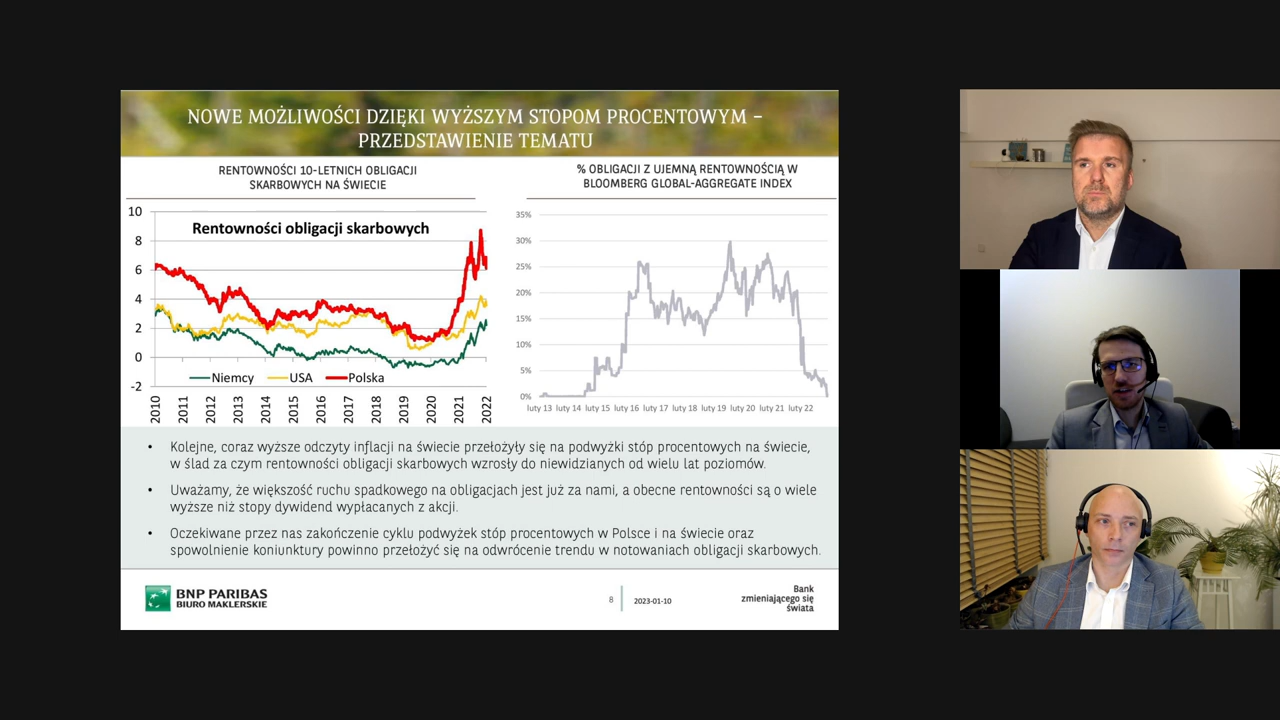 NOWE MOŻLIWOŚCI DZIĘKI WYŻSZYM STOPOM PROCENTOWYM –
PRZEDSTAWIENIE TEMATU
RENTOWNOŚCI 10-LETNICH OBLIGACJI
SKARBOWYCH NA ŚWIECIE
Rentowności obligacji skarbowych
10
8
6
4
2
0
-2
Niemcy USA Polska
2010 2011 2012 2013 2014 2015 2016 2017 2018 2019 2020 2021 2022
% OBLIGACJI Z UJEMNĄ RENTOWNOŚCIĄ W
BLOOMBERG GLOBAL-AGGREGATE INDEX
35%
30%
25%
20%
15%
10%
5%
0%
luty 13 luty 14 luty 15 luty 16 luty 17 luty 18 luty 19 luty 20 luty 21 luty 22
• Kolejne, coraz wyższe odczyty inflacji na świecie przełożyły się na podwyżki stóp procentowych na świecie,
w ślad za czym rentowności obligacji skarbowych wzrosły do niewidzianych od wielu lat poziomów.
• Uważamy, że większość ruchu spadkowego na obligacjach jest już za nami, a obecne rentowności są o wiele
wyższe niż stopy dywidend wypłacanych z akcji.
• Oczekiwane przez nas zakończenie cyklu podwyżek stóp procentowych w Polsce i na świecie oraz
spowolnienie koniunktury powinno przełożyć się na odwrócenie trendu w notowaniach obligacji skarbowych.
BNP PARIBAS
BIURO MAKLERSKIE
8
2023-01-10
Bank
zmieniającego się
świata